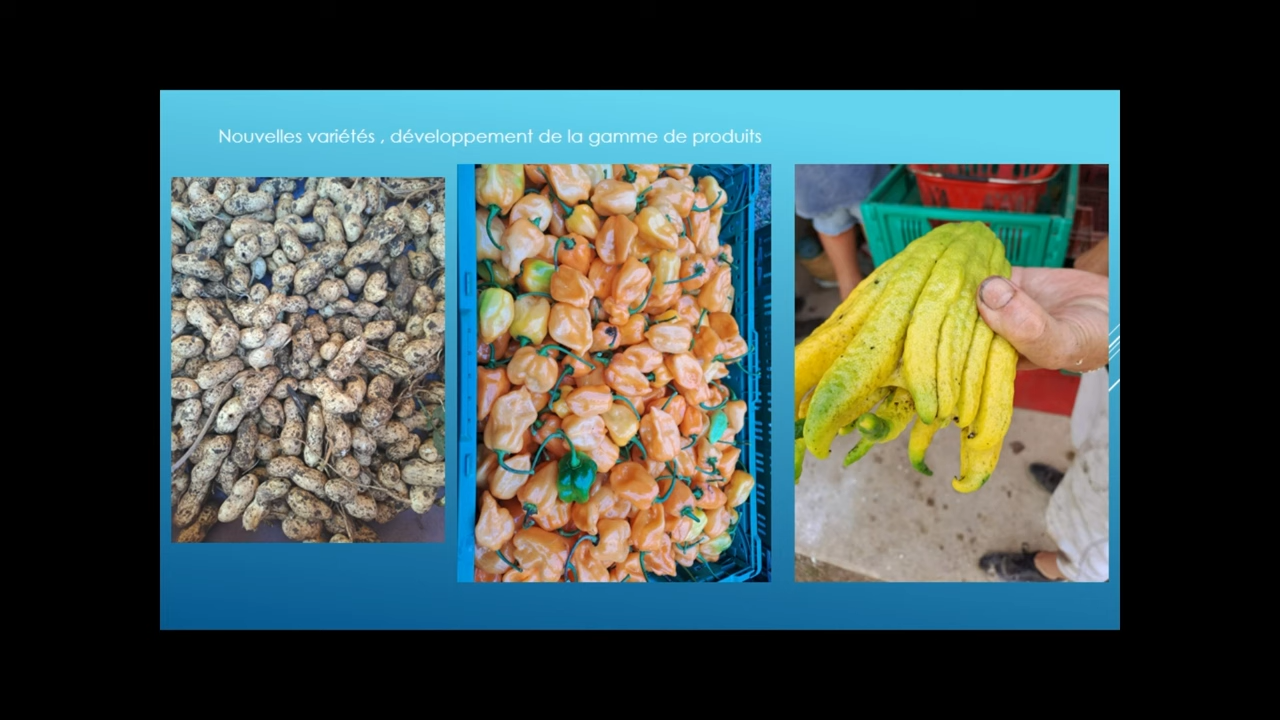 Nouvelles variétés , développement de la gamme de produits